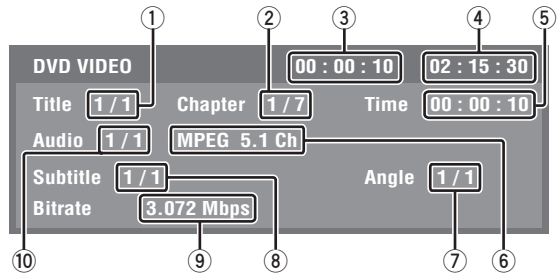 ① ② ③ ④ ⑤
DVD VIDEO 00 : 00 : 10 02 : 15 : 30
Title 1 / 1 Chapter 1 / 7 Time 00 : 00 : 10
Audio 1 / 1 MPEG 5.1 Ch
Subtitle 1 / 1 Angle 1 / 1
Bitrate 3.072 Mbps
⑩ ⑨ ⑧ ⑦ ⑥